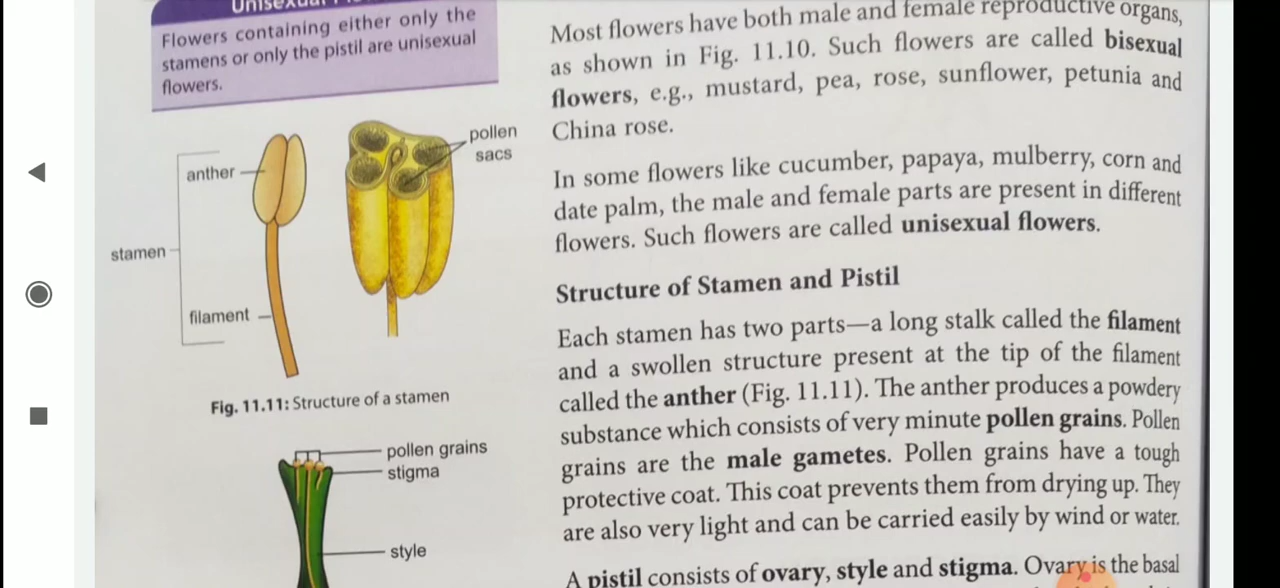 Unisexual
Flowers containing either only the
stamens or only the pistil are unisexual
flowers.
anther
pollen
sacs
stamen
filament
Fig. 11.11: Structure of a stamen
pollen grains
stigma
style
Most flowers have both male and female reproductive organs,
as shown in Fig. 11.10. Such flowers are called bisexual
flowers, e.g., mustard, pea, rose, sunflower, petunia and
China rose.
In some flowers like cucumber, papaya, mulberry, corn and
date palm, the male and female parts are present in different
flowers. Such flowers are called unisexual flowers.
Structure of Stamen and Pistil
Each stamen has two parts—a long stalk called the filament
and a swollen structure present at the tip of the filament
called the anther (Fig. 11.11). The anther produces a powdery
substance which consists of very minute pollen grains. Pollen
grains are the male gametes. Pollen grains have a tough
protective coat. This coat prevents them from drying up. They
are also very light and can be carried easily by wind or water.
A pistil consists of ovary, style and stigma. Ovary is the basal